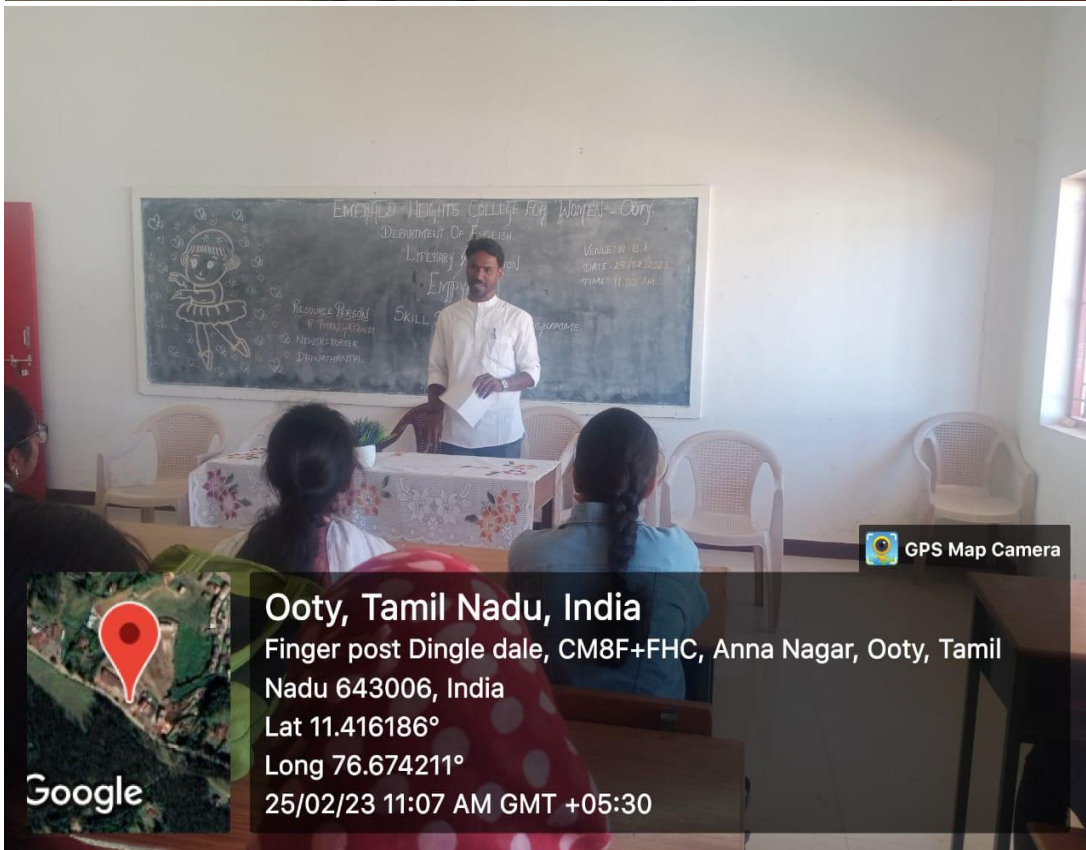 EMERALD HEIGHTS COLLEGE FOR WOMEN - OOTY.
DEPARTMENT OF ENGLISH
LITERARY
VENUE: III-B.A
DATE - 25/02/2023
TIME: 11.00 AM
RESOURCE PERSON
R. THANGAPANDI
NEWS REPORTER
DHINATHANTHI
SKILL
GPS Map Camera
Ooty, Tamil Nadu, India
Finger post Dingle dale, CM8F+FHC, Anna Nagar, Ooty, Tamil
Nadu 643006, India
Lat 11.416186°
Long 76.674211°
25/02/23 11:07 AM GMT +05:30
Google